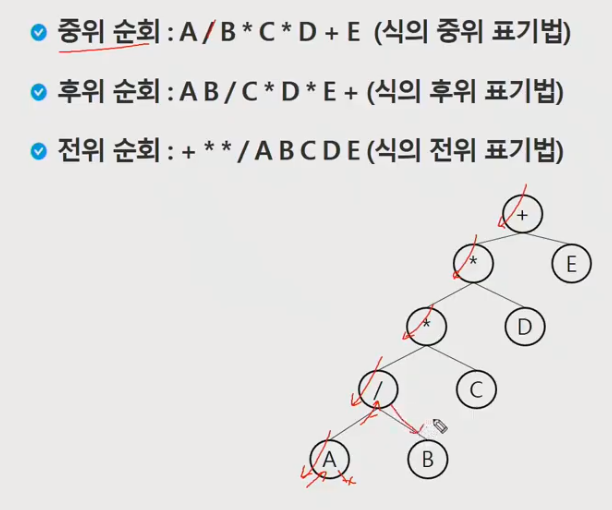 중위 순회 : A / B * C * D + E (식의 중위 표기법)
후위 순회 : A B / C * D * E + (식의 후위 표기법)
전위 순회 : + * * / A B C D E (식의 전위 표기법)
+
* E
* D
/ C
A B